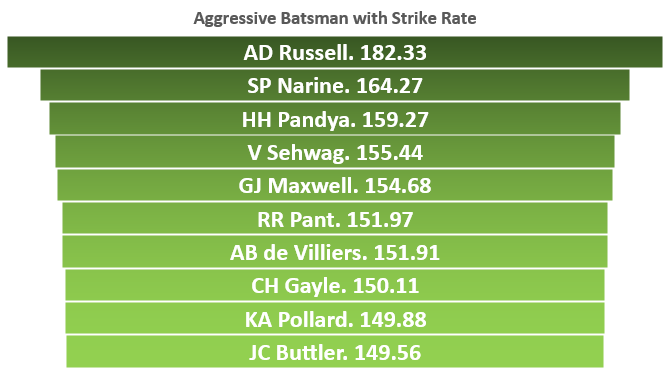 Aggressive Batsman with Strike Rate
AD Russell. 182.33
SP Narine. 164.27
HH Pandya. 159.27
V Sehwag. 155.44
GJ Maxwell. 154.68
RR Pant. 151.97
AB de Villiers. 151.91
CH Gayle. 150.11
KA Pollard. 149.88
JC Buttler. 149.56